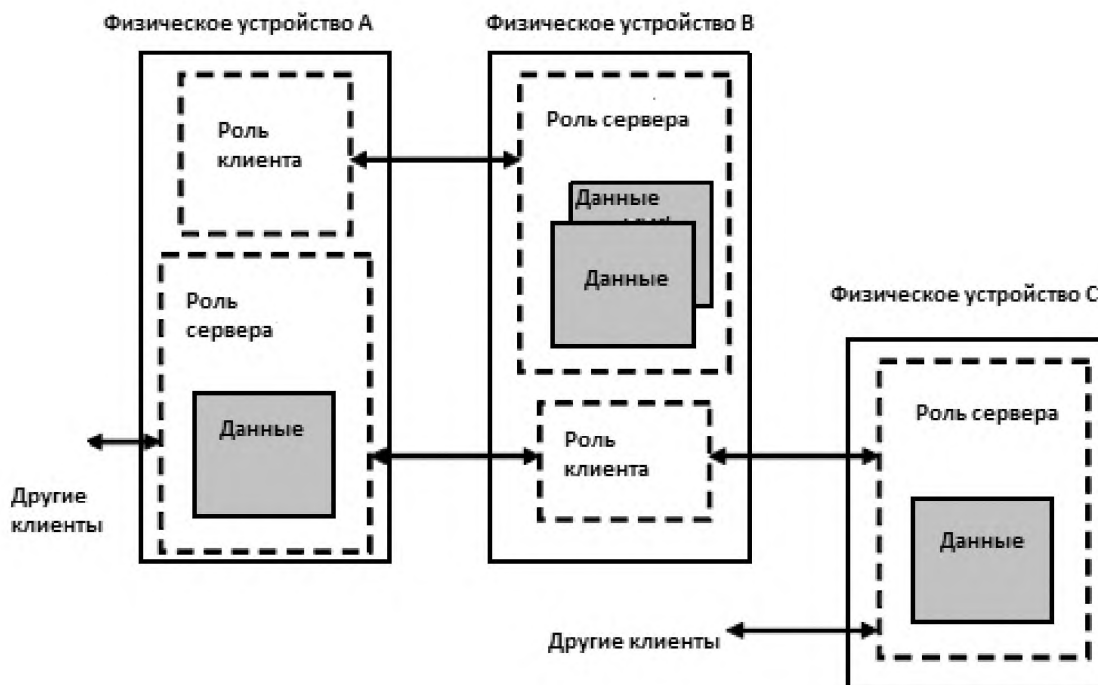 Физическое устройство А
Физическое устройство В
Роль
клиента
Роль сервера
Данные
Данные
Роль
сервера
Данные
Другие
клиенты
Роль
клиента
Физическое устройство С
Роль сервера
Данные
Другие клиенты